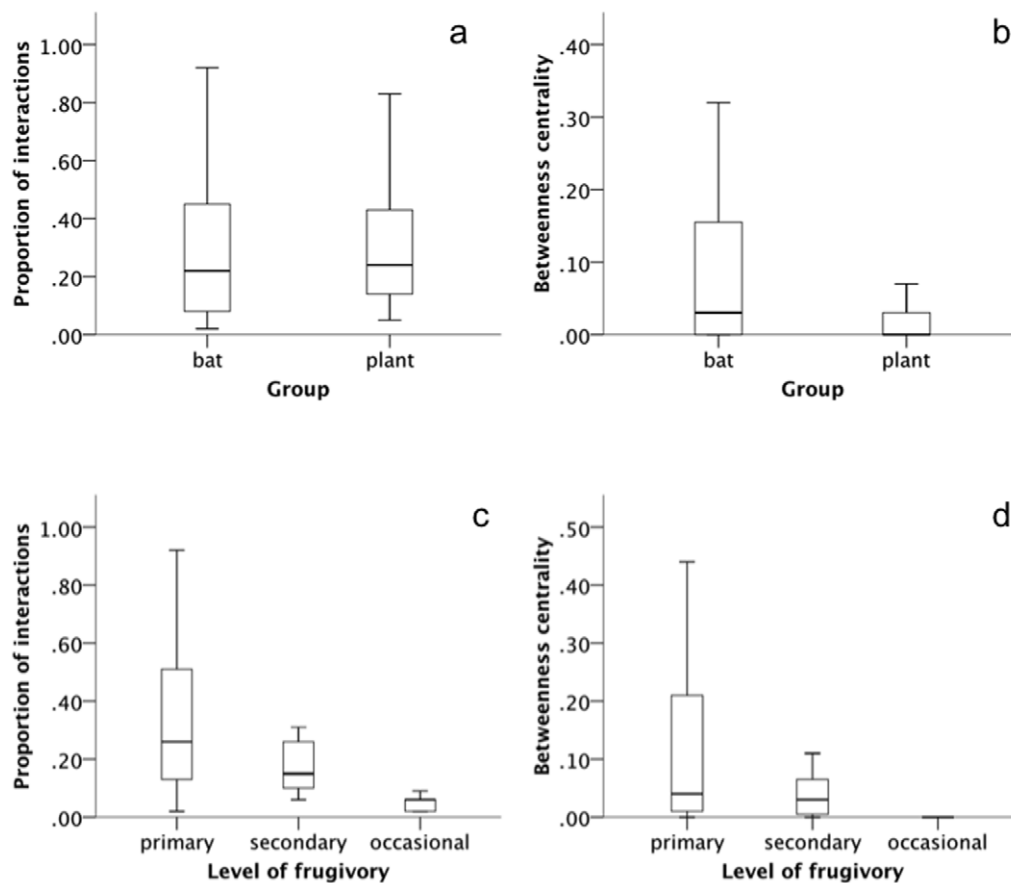 a
Proportion of interactions
1.00
.80
.60
.40
.20
.00
bat plant
Group
b
Betweenness centrality
.40
.30
.20
.10
.00
bat plant
Group
c
Proportion of interactions
1.00
.80
.60
.40
.20
.00
primary secondary occasional
Level of frugivory
d
Betweenness centrality
.50
.40
.30
.20
.10
.00
primary secondary occasional
Level of frugivory